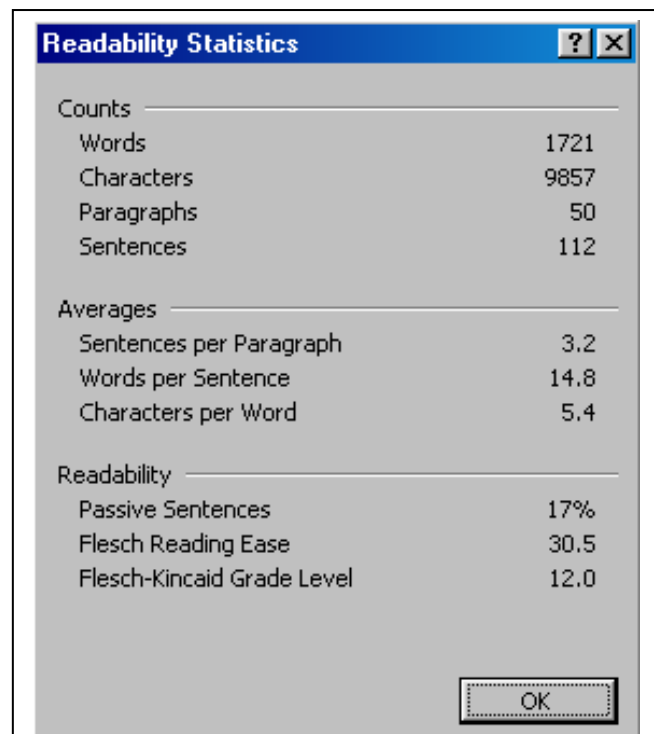 Readability Statistics ? X
Counts
Words 1721
Characters 9857
Paragraphs 50
Sentences 112
Averages
Sentences per Paragraph 3.2
Words per Sentence 14.8
Characters per Word 5.4
Readability
Passive Sentences 17%
Flesch Reading Ease 30.5
Flesch-Kincaid Grade Level 12.0
OK